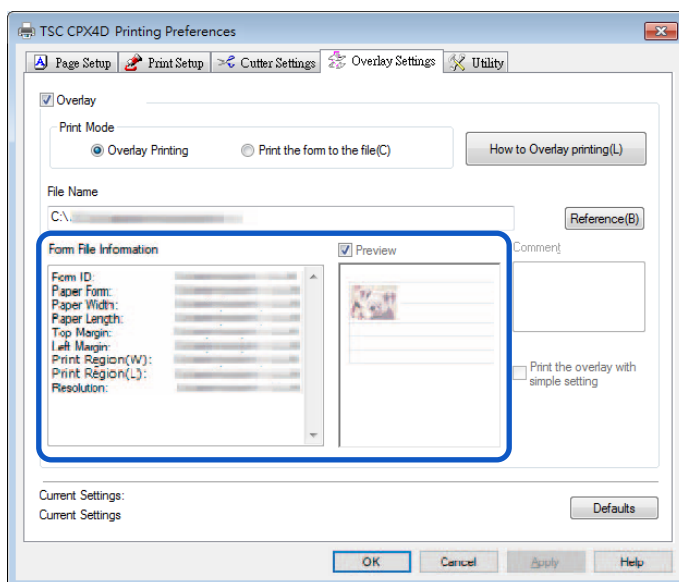 TSC CPX4D Printing Preferences
Page Setup Print Setup Cutter Settings Overlay Settings Utility
Overlay
Print Mode
Overlay Printing Print the form to the file(C) How to Overlay printing(L)
File Name
C:\
Reference(B)
Form File Information Preview Comment
Form ID:
Paper Form:
Paper Width:
Paper Length:
Top Margin:
Left Margin:
Print Region(W):
Print Region(L):
Resolution:
Print the overlay with
simple setting
Current Settings:
Current Settings
Defaults
OK Cancel Apply Help